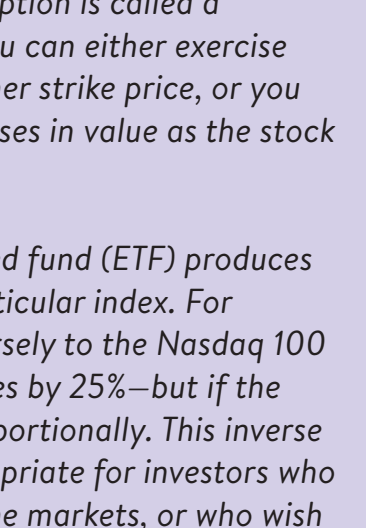 ption is called a
u can either exercise
er strike price, or you
ses in value as the stock
d fund (ETF) produces
ticular index. For
rsely to the Nasdaq 100
es by 25%—but if the
portionally. This inverse
priate for investors who
e markets, or who wish